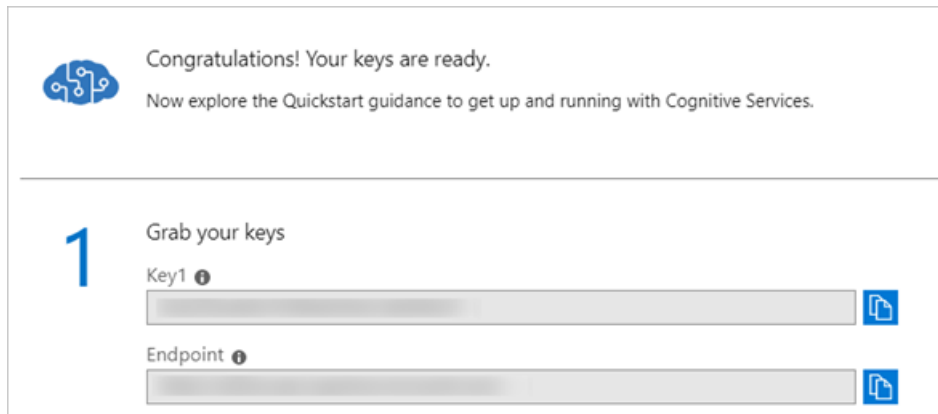 Congratulations! Your keys are ready.
Now explore the Quickstart guidance to get up and running with Cognitive Services.
1
Grab your keys
Key1
Endpoint